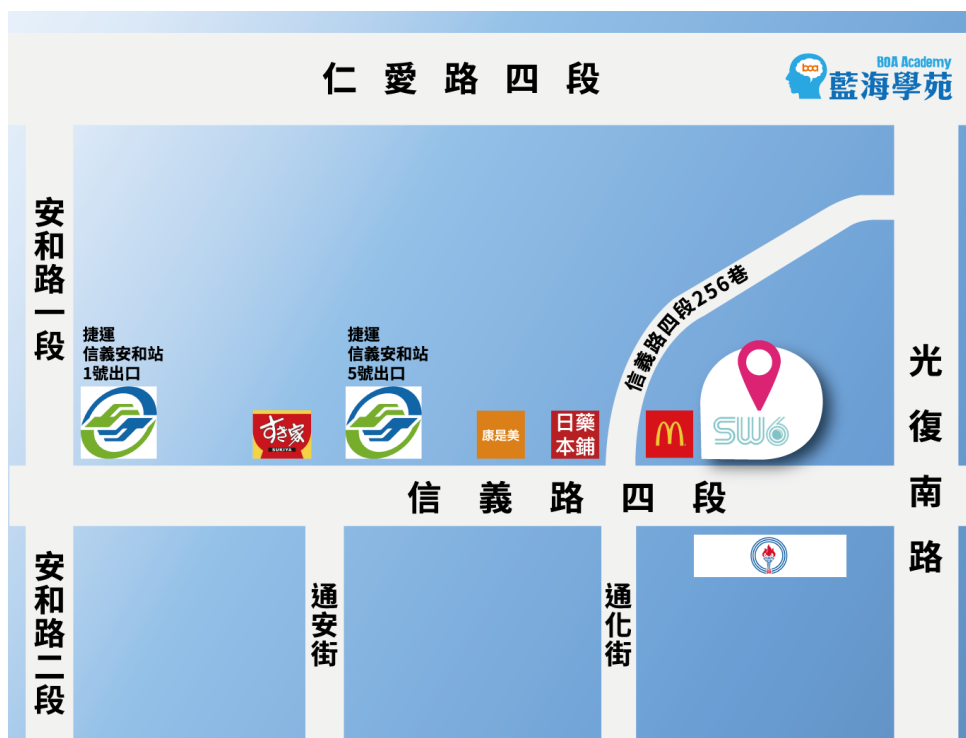 仁愛路四段
boa
BOA Academy
藍海學苑
安和路一段
信義路四段256巷
捷運
信義安和站
1號出口
捷運
信義安和站
5號出口
光復南路
すき家
SUKIYA
康是美
日藥
本鋪
SW6
信義路四段
安和路二段
通安街
通化街